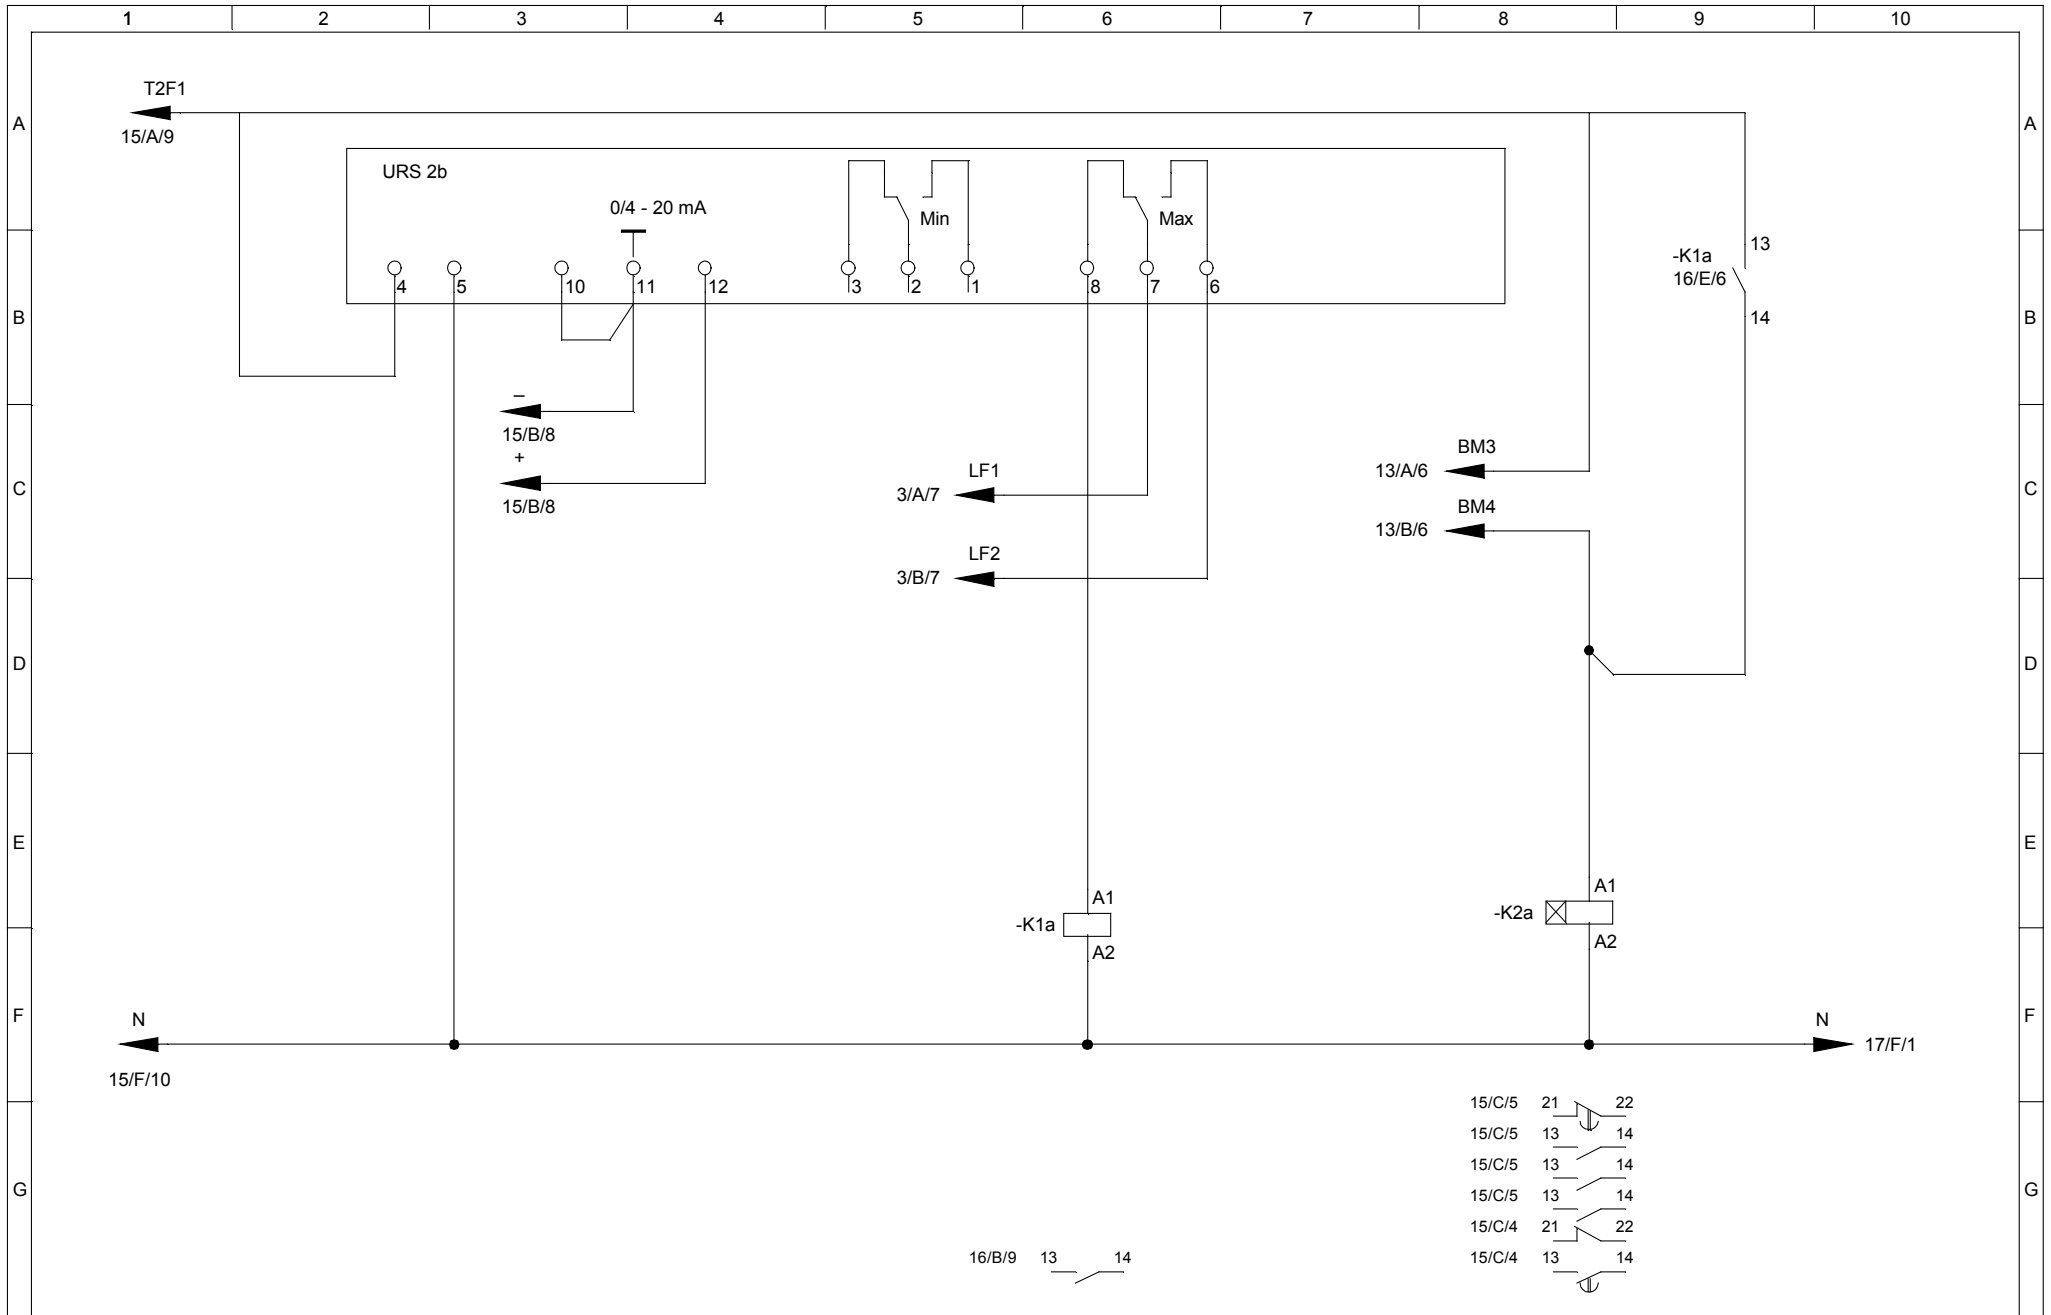 1 2 3 4 5 6 7 8 9 10
T2F1
A A
15/A/9
URS 2b
0/4 - 20 mA
Min Max
13
-K1a
16/E/6
4 5 10 11 12 3 2 1 8 7 6
B 14 B
–
15/B/8
+
BM3
LF1 13/A/6
C 3/A/7 C
15/B/8 BM4
13/B/6
LF2
3/B/7
D D
E E
A1 A1
-K1a -K2a
A2 A2
F F
N N
17/F/1
15/F/10
15/C/5 21 22
15/C/5 13 14
15/C/5 13 14
G G
15/C/5 13 14
15/C/4 21 22
16/B/9 13 14 15/C/4 13 14